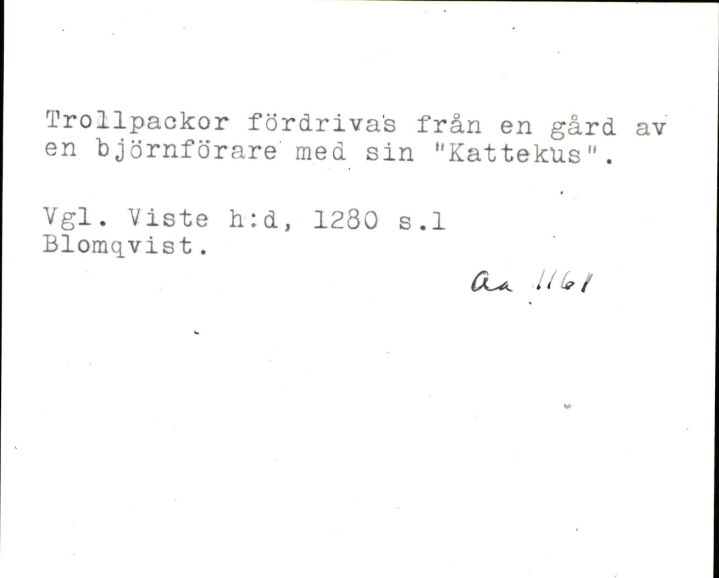 Trollpackor fördrivas från en gård av
en björnförare med sin "Kattekus".
Vgl. Viste h:d, 1280 s.1
Blomqvist.
Aa 1161